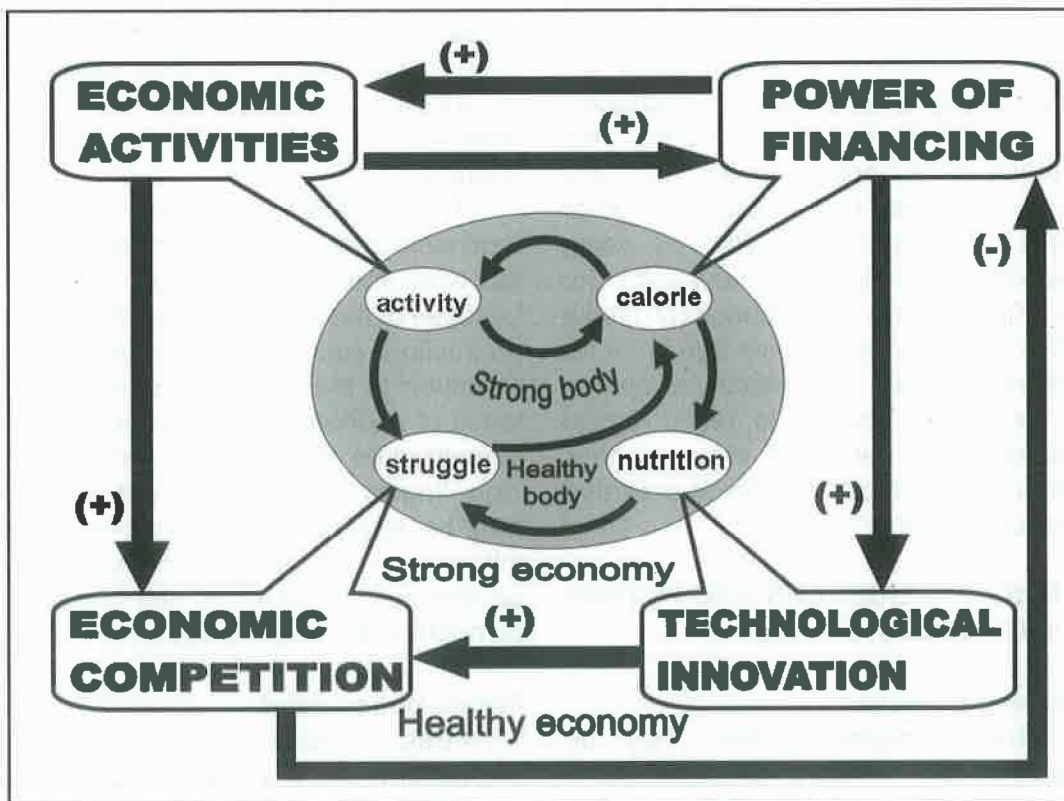 (+)
ECONOMIC
ACTIVITIES
POWER OF
FINANCING
(+)
(-)
activity
calorie
Strong body
struggle
Healthy
body
nutrition
(+)
(+)
Strong economy
ECONOMIC
COMPETITION
(+)
TECHNOLOGICAL
INNOVATION
Healthy economy